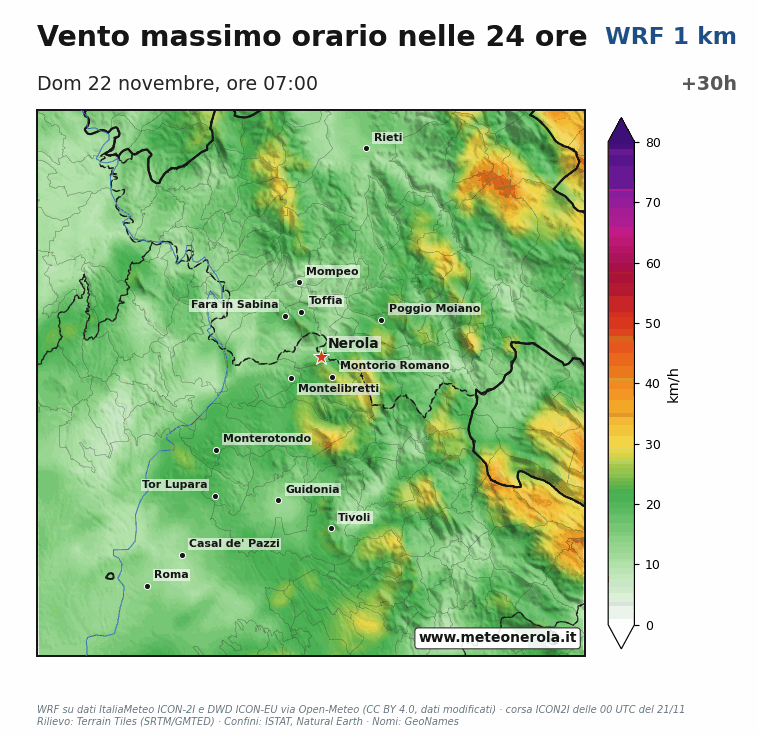 Vento massimo orario nelle 24 ore WRF 1 km
Dom 22 novembre, ore 07:00 +30h
Rieti
Mompeo
Toffia
Fara in Sabina
Poggio Moiano
Nerola
Montorio Romano
Montelibretti
Monterotondo
Tor Lupara
Guidonia
Tivoli
Casal de' Pazzi
Roma
www.meteonerola.it
80
70
60
50
40
30
20
10
0
km/h
WRF su dati ItaliaMeteo ICON-2I e DWD ICON-EU via Open-Meteo (CC BY 4.0, dati modificati) · corsa ICON2I delle 00 UTC del 21/11
Rilievo: Terrain Tiles (SRTM/GMTED) · Confini: ISTAT, Natural Earth · Nomi: GeoNames